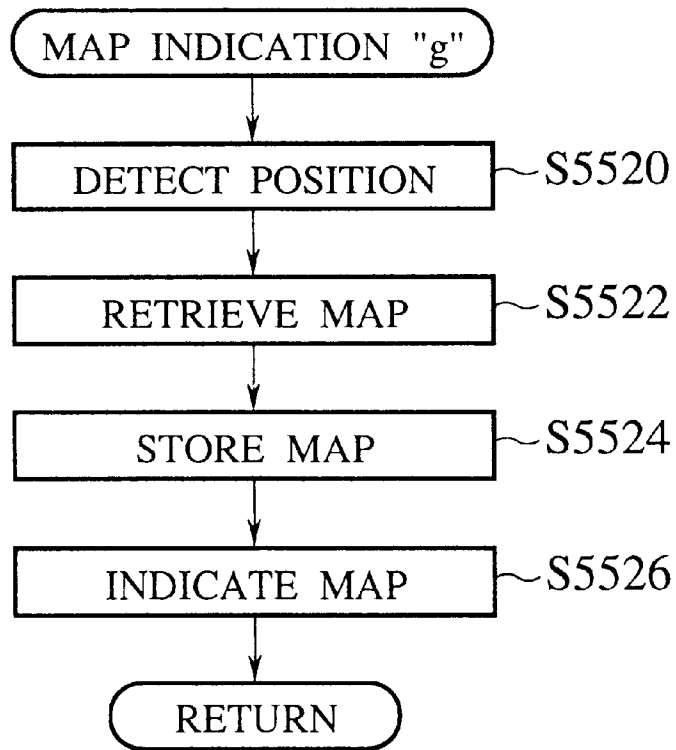 MAP INDICATION "g"
DETECT POSITION S5520
RETRIEVE MAP S5522
STORE MAP S5524
INDICATE MAP S5526
RETURN